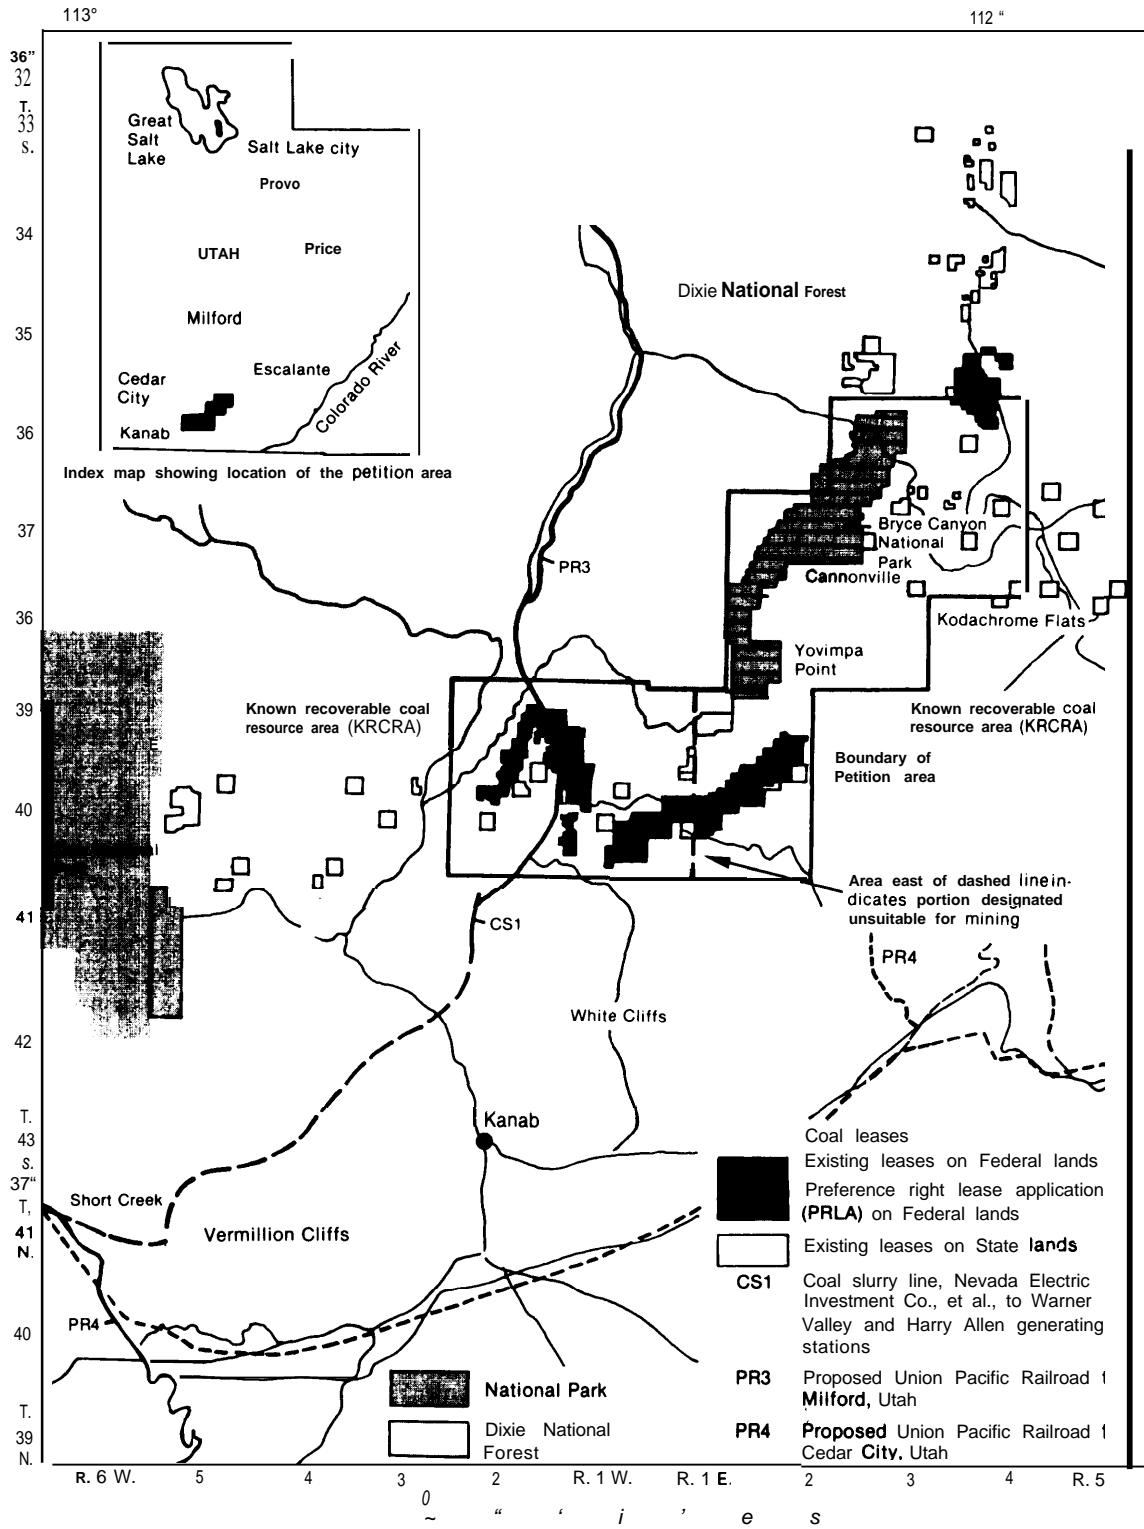 113°
112 “
36”
32
T.
33
S.
34
35
36
37
36
39
40
41
42
T.
43
s.
37“
T,
41
N.
40
T.
39
N.
Great
Salt
Lake
Salt Lake city
Provo
UTAH
Price
Milford
Escalante
Cedar
City
Colorado River
Kanab
Index map showing location of the petition area
Dixie National Forest
PR3
Bryce Canyon
National
Park
Cannonville
Kodachrome Flats
Yovimpa
Point
Known recoverable coal
resource area (KRCRA)
Known recoverable coal
resource area (KRCRA)
Boundary of
Petition area
Area east of dashed linein-
dicates portion designated
unsuitable for mining
CS1
PR4
White Cliffs
Kanab
Short Creek
Vermillion Cliffs
PR4
Coal leases
Existing leases on Federal lands
Preference right lease application
(PRLA) on Federal lands
Existing leases on State lands
CS1 Coal slurry line, Nevada Electric
Investment Co., et al., to Warner
Valley and Harry Allen generating
stations
PR3 Proposed Union Pacific Railroad t
Milford, Utah
PR4 Proposed Union Pacific Railroad
Cedar City, Utah
National Park
Dixie National
Forest
R. 6 W. 5 4 3 2 R. 1 W. R. 1 E. 2 3 4 R. 5
0
~ “ ‘ i ’ e s